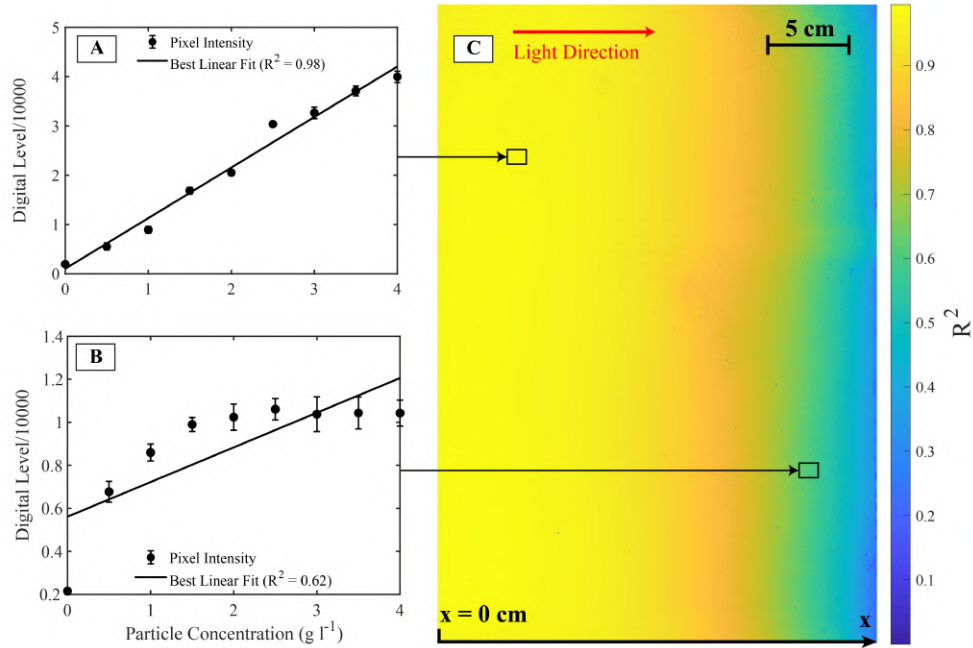 A
Pixel Intensity
Best Linear Fit (R² = 0.98)
Digital Level/10000
5
4
3
2
1
0
0
1
2
3
4
B
Pixel Intensity
Best Linear Fit (R² = 0.62)
Digital Level/10000
1.4
1.2
1
0.8
0.6
0.4
0.2
0
1
2
3
4
Particle Concentration (g l⁻¹)
C
Light Direction
5 cm
x = 0 cm
x
0.9
0.8
0.7
0.6
0.5
0.4
0.3
0.2
0.1
R²